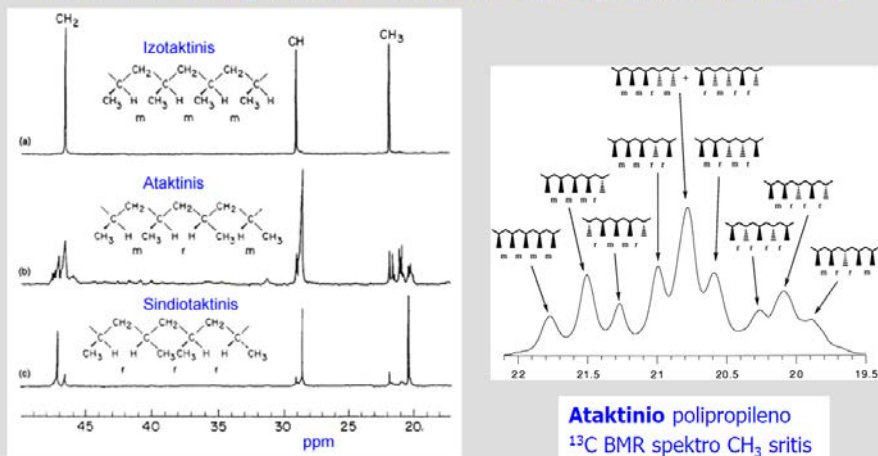 CH₂ CH CH₃
Izotaktinis
CH₂ CH₂ CH₂
C C C C
CH₃ H CH₃ H CH₃ H CH₃ H
m m m
(a)
Ataktinis
CH₂ CH₂ CH₂
C C C C
CH₃ H CH₃ H H CH₃ H CH₃
m r m
(b)
Sindiotaktinis
CH₂ CH₂ CH₂
C C C C
CH₃ H H CH₃ CH₃ H H CH₃
r r r
(c)
45 40 35 30 25 20.
ppm
m m r m + r m r r
m m r r
m r m r
m m m r
m r r r
m m m m
r m m r
r r r r
m r r m
22 21.5 21 20.5 20 19.5
Ataktinio polipropileno
¹³C BMR spektro CH₃ sritis